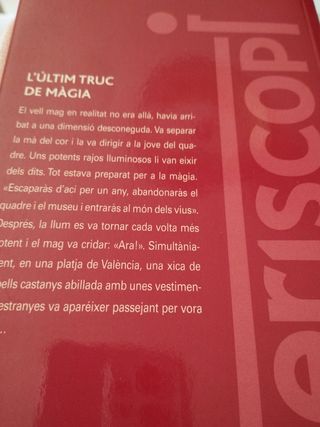 L'ÚLTIM TRUC
DE MÀGIA
El vell mag en realitat no era allà, havia arri-
bat a una dimensió desconeguda. Va separar
la mà del cor i la va dirigir a la jove del qua-
dre. Uns potents rajos lluminosos li van eixir
dels dits. Tot estava preparat per a la màgia.
«Escaparàs d'ací per un any, abandonaràs el
quadre i el museu i entraràs al món dels vius».
Després, la llum es va tornar cada volta més
otent i el mag va cridar: «Ara!». Simultània-
ent, en una platja de València, una xica de
bells castanys abillada amb unes vestimen-
estranyes va aparéixer passejant per vora
...
eriscopi